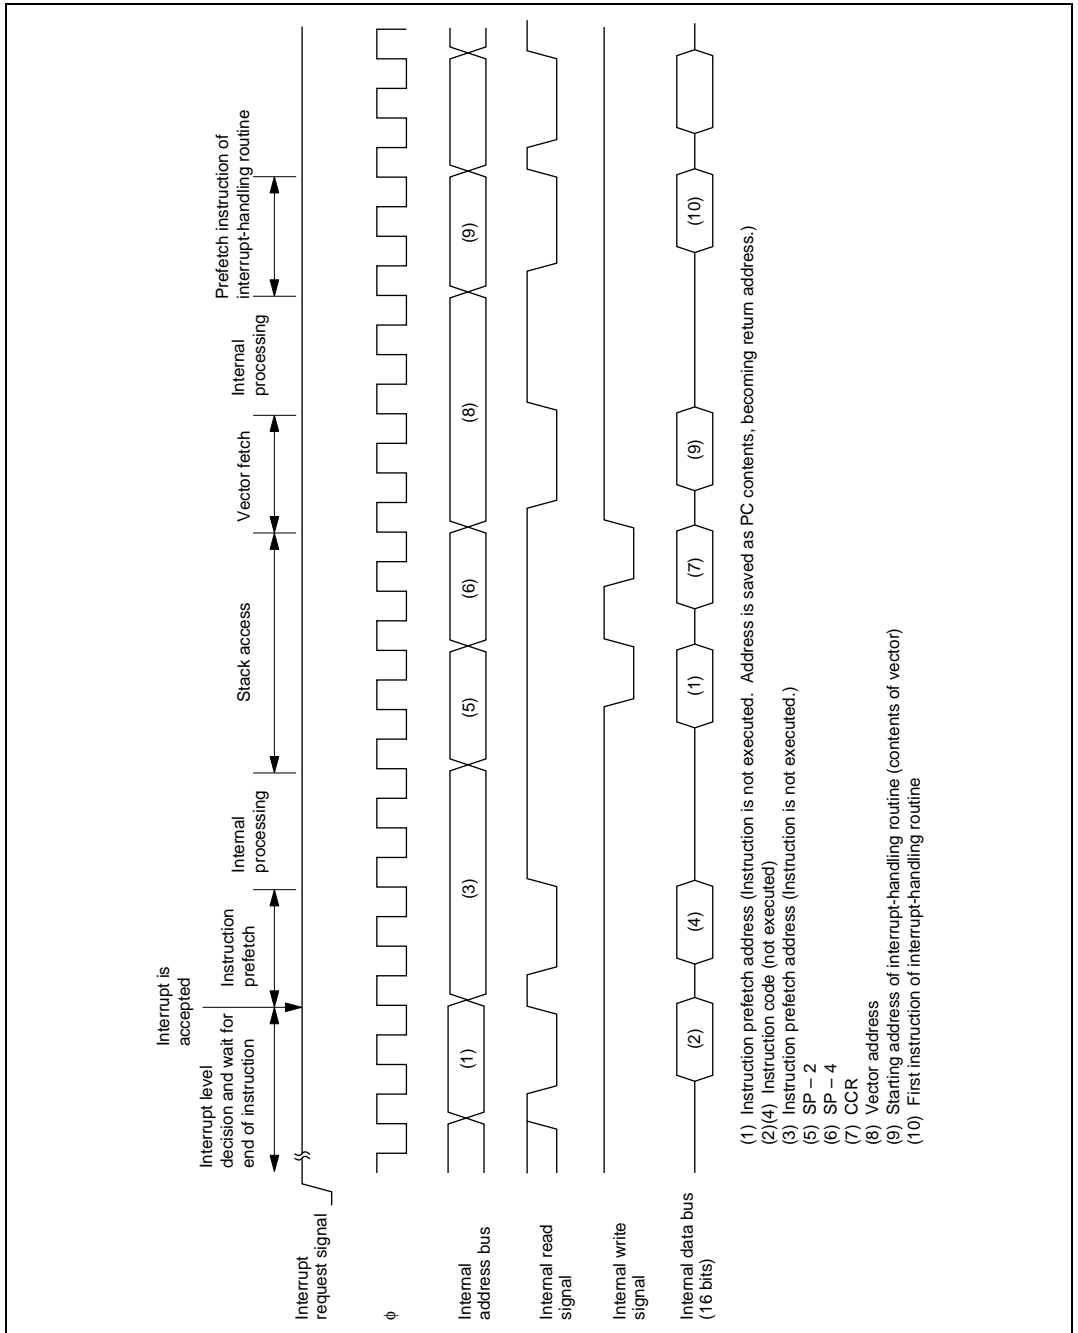 Interrupt is
accepted
Interrupt level
decision and wait for
end of instruction
Instruction
prefetch
Internal
processing
Stack access
Vector fetch
Internal
processing
Prefetch instruction of
interrupt-handling routine
Interrupt
request signal
φ
Internal
address bus
(1)
(3)
(5)
(6)
(8)
(9)
Internal read
signal
Internal write
signal
Internal data bus
(16 bits)
(2)
(4)
(1)
(7)
(9)
(10)
(1) Instruction prefetch address (Instruction is not executed. Address is saved as PC contents, becoming return address.)
(2)(4) Instruction code (not executed)
(3) Instruction prefetch address (Instruction is not executed.)
(5) SP – 2
(6) SP – 4
(7) CCR
(8) Vector address
(9) Starting address of interrupt-handling routine (contents of vector)
(10) First instruction of interrupt-handling routine